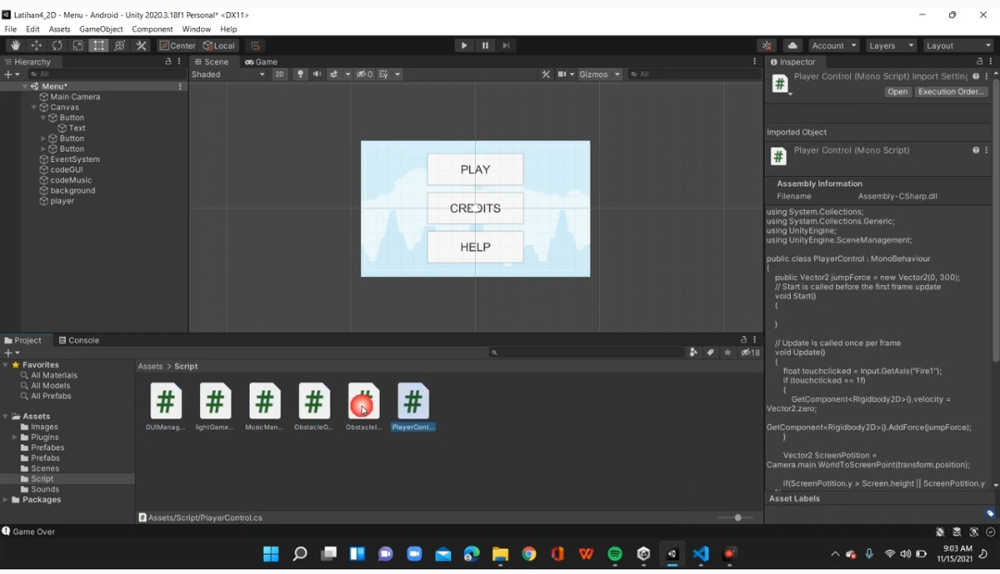 Latihan4_2D - Menu - Android - Unity 2020.3.18f1 Personal* <DX11>
File Edit Assets GameObject Component Window Help
Center Local Account Layers Layout
Hierarchy
All
Menu*
Main Camera
Canvas
Button
Text
Button
Button
EventSystem
codeGUI
codeMusic
background
player
Scene Game
Shaded 2D 0 Gizmos All
PLAY
CREDITS
HELP
Inspector
Player Control (Mono Script) Import Setting
Open Execution Order...
Imported Object
Player Control (Mono Script)
Assembly Information
Filename Assembly-CSharp.dll
using System.Collections;
using System.Collections.Generic;
using UnityEngine;
using UnityEngine.SceneManagement;
public class PlayerControl : MonoBehaviour
{
public Vector2 jumpForce = new Vector2(0, 300);
// Start is called before the first frame update
void Start()
{
}
// Update is called once per frame
void Update()
{
float touchclicked = Input.GetAxis("Fire1");
if (touchclicked == 1f)
{
GetComponent<Rigidbody2D>().velocity =
Vector2.zero;
GetComponent<Rigidbody2D>().AddForce(jumpForce);
}
Vector2 ScreenPotition =
Camera.main.WorldToScreenPoint(transform.position);
if(ScreenPotition.y > Screen.height || ScreenPotition.y
Asset Labels
Project Console
18
Favorites
All Materials
All Models
All Prefabs
Assets
Images
Plugins
Prefabes
Prefabs
Scenes
Script
Sounds
Packages
Assets > Script
GUIManag...
lightGame...
MusicMan...
ObstacleG...
ObstacleI...
PlayerCont...
Assets/Script/PlayerControl.cs
Game Over
9:03 AM
11/15/2021